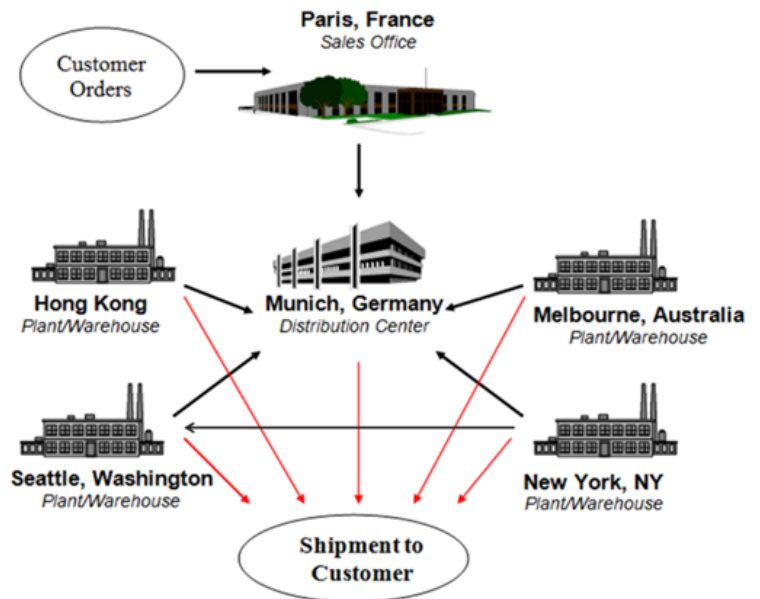 Paris, France
Sales Office
Customer
Orders
Hong Kong
Plant/Warehouse
Munich, Germany
Distribution Center
Melbourne, Australia
Plant/Warehouse
Seattle, Washington
Plant/Warehouse
New York, NY
Plant/Warehouse
Shipment to
Customer